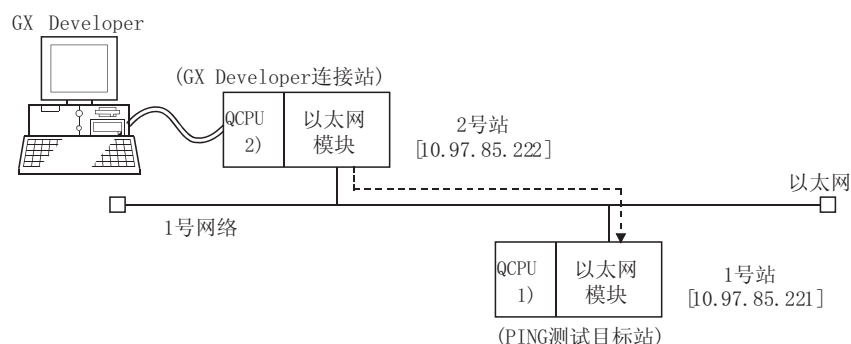 GX Developer
(GX Developer连接站)
QCPU
2)
以太网
模块
2号站
[10.97.85.222]
以太网
1号网络
QCPU
1)
以太网
模块
1号站
[10.97.85.221]
(PING测试目标站)